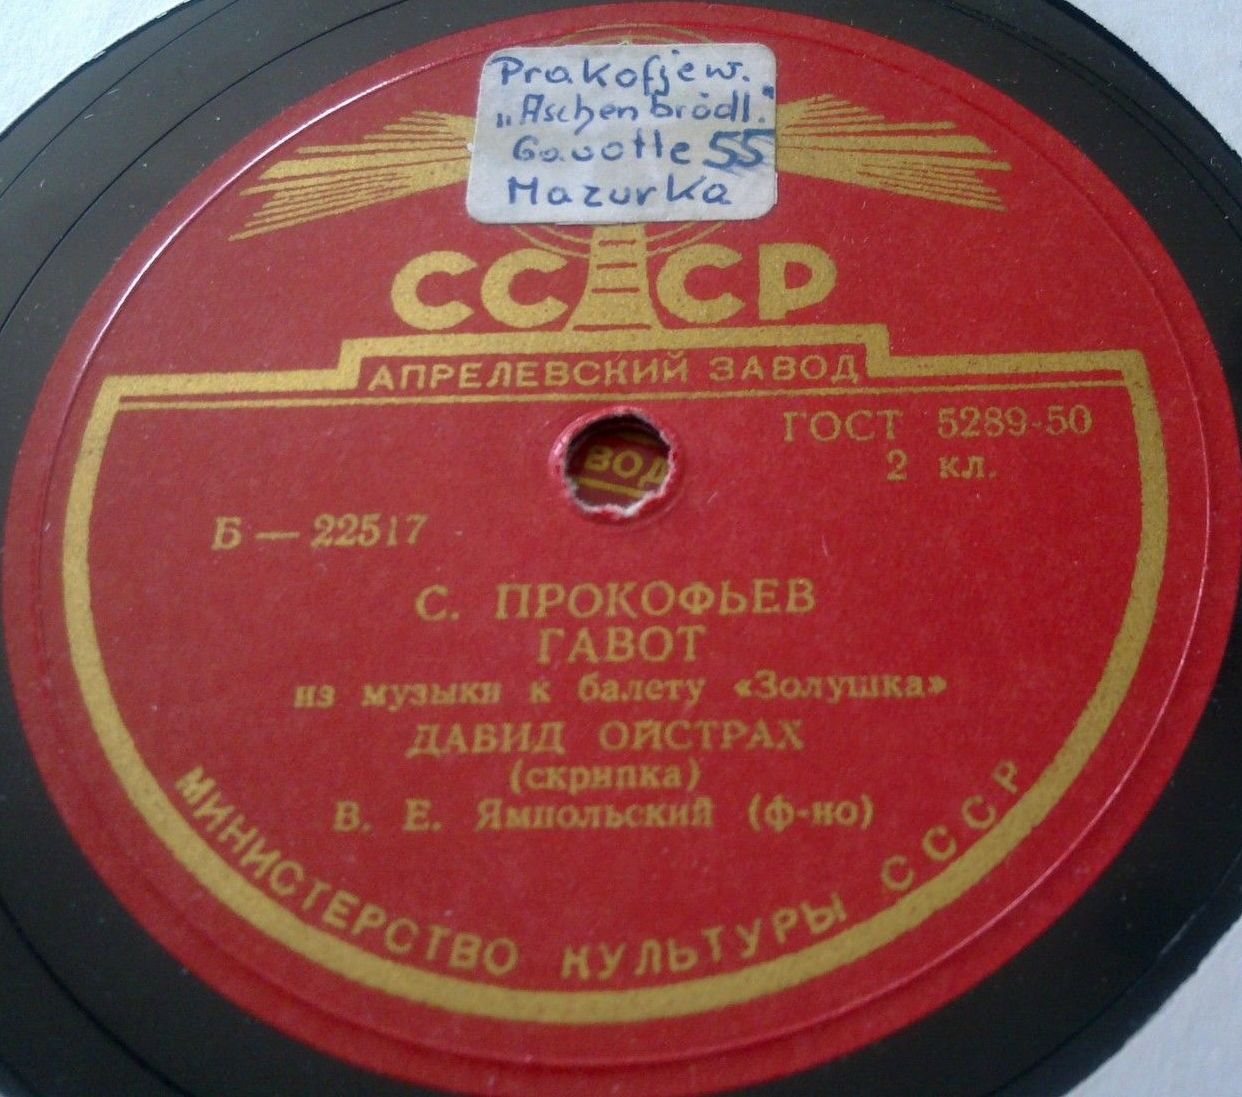 Prakofjew.
„Aschenbrödl."
Gavotte 55
Mazurka
СССР
АПРЕЛЕВСКИЙ ЗАВОД
ГОСТ 5289-50
2 кл.
ВОД
Б — 22517
С. ПРОКОФЬЕВ
ГАВОТ
из музыки к балету «Золушка»
ДАВИД ОЙСТРАХ
(скрипка)
В. Е. Ямпольский (ф-но)
МИНИСТЕРСТВО КУЛЬТУРЫ СССР